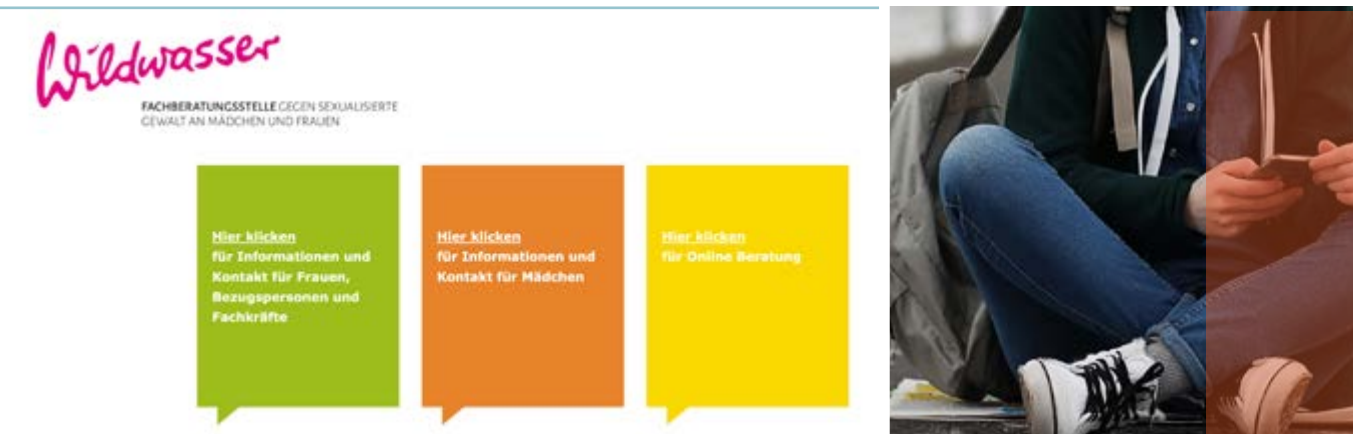 Wildwasser
FACHBERATUNGSSTELLE GEGEN SEXUALISIERTE
GEWALT AN MÄDCHEN UND FRAUEN
Hier klicken
für Informationen und
Kontakt für Frauen,
Bezugspersonen und
Fachkräfte
Hier klicken
für Informationen und
Kontakt für Mädchen
Hier klicken
für Online Beratung